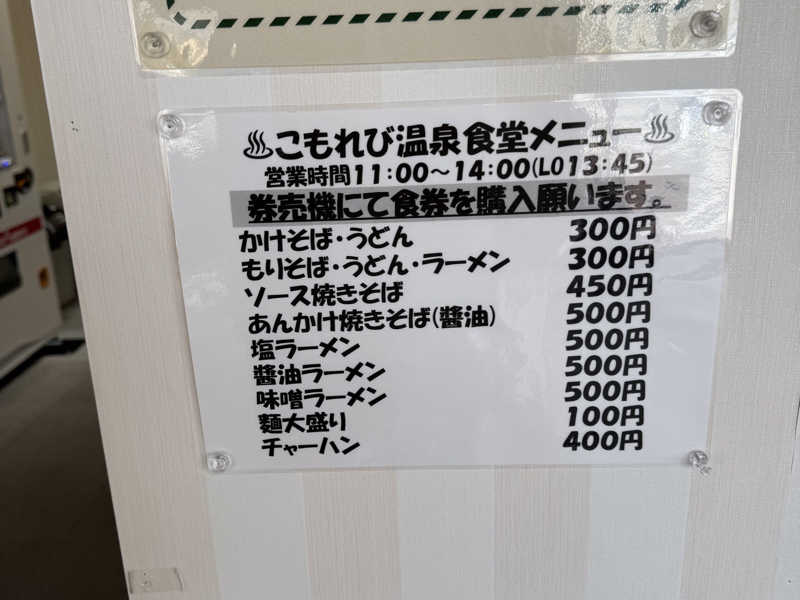 ♨こもれび温泉食堂メニュー♨
営業時間11:00～14:00(LO13:45)
券売機にて食券を購入願います。
かけそば・うどん 300円
もりそば・うどん・ラーメン 300円
ソース焼きそば 450円
あんかけ焼きそば(醬油) 500円
塩ラーメン 500円
醬油ラーメン 500円
味噌ラーメン 500円
麵大盛り 100円
チャーハン 400円